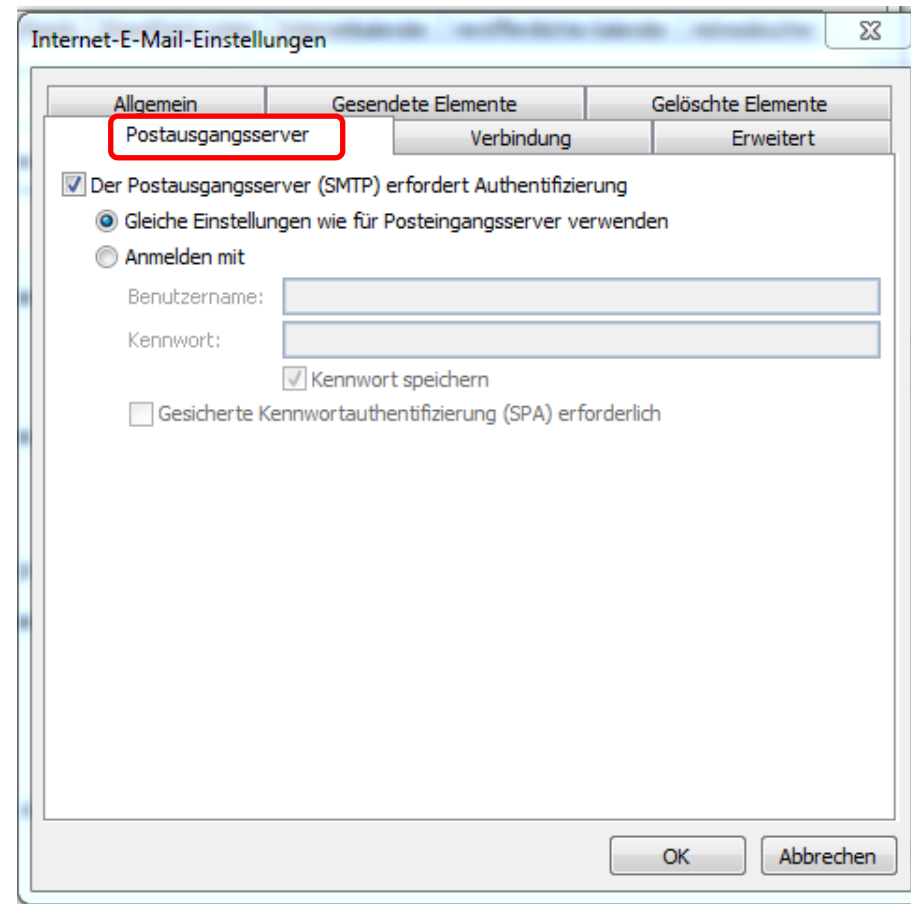 Internet-E-Mail-Einstellungen
Allgemein
Gesendete Elemente
Gelöschte Elemente
Postausgangsserver
Verbindung
Erweitert
Der Postausgangsserver (SMTP) erfordert Authentifizierung
Gleiche Einstellungen wie für Posteingangsserver verwenden
Anmelden mit
Benutzername:
Kennwort:
Kennwort speichern
Gesicherte Kennwortauthentifizierung (SPA) erforderlich
OK
Abbrechen